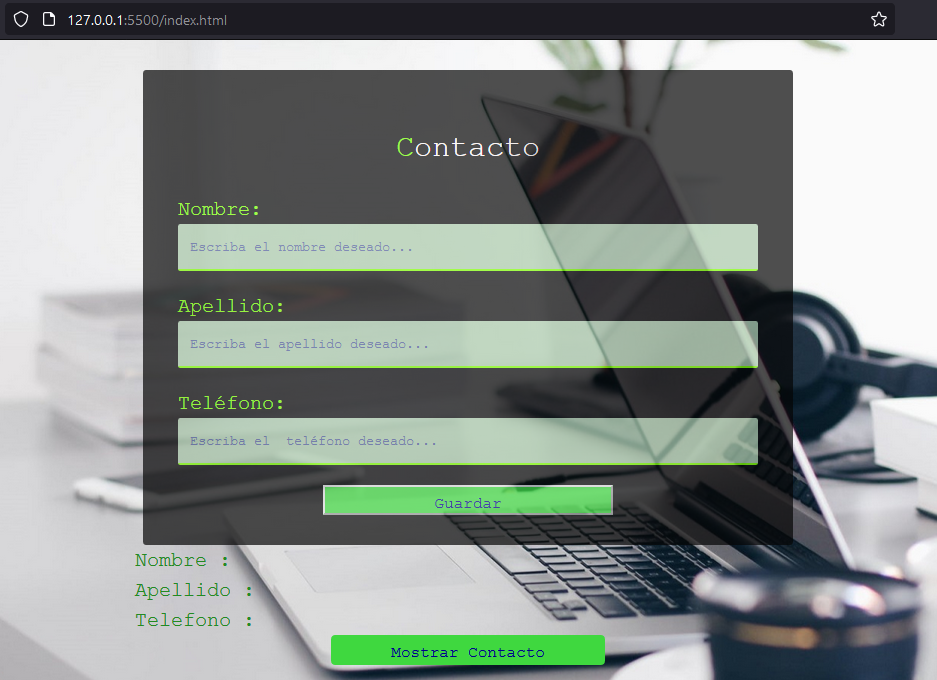 127.0.0.1:5500/index.html
Contacto
Nombre:
Escriba el nombre deseado...
Apellido:
Escriba el apellido deseado...
Teléfono:
Escriba el  teléfono deseado...
Guardar
Nombre :
Apellido :
Telefono :
Mostrar Contacto